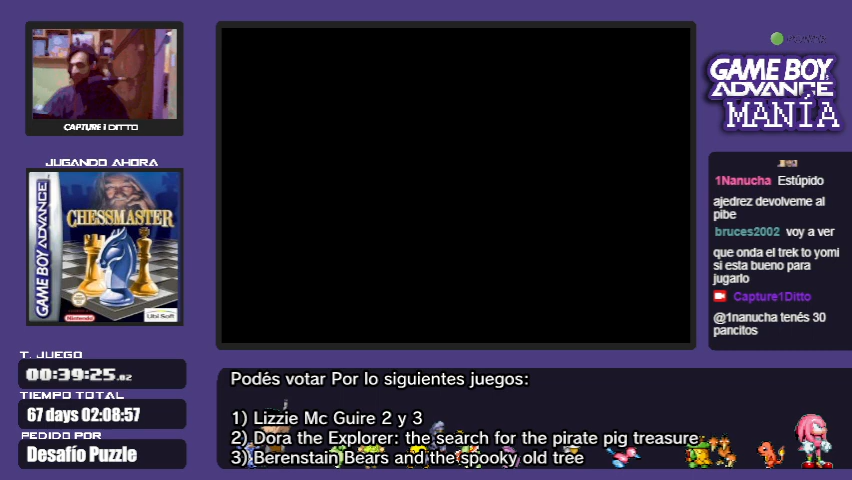 CAPTURE1DITTO
JUGANDO AHORA
GAME BOY ADVANCE
CHESSMASTER
Nintendo
Ubi Soft
T. JUEGO
00:39:25.02
TIEMPO TOTAL
67 days 02:08:57
PEDIDO POR
Desafío Puzzle
Podés votar Por lo siguientes juegos:
1) Lizzie Mc Guire 2 y 3
2) Dora the Explorer: the search for the pirate pig treasure
3) Berenstain Bears and the spooky old tree
GAME BOY
ADVANCE
MANÍA
1Nanucha Estúpido
ajedrez devolveme al
pibe
bruces2002 voy a ver
que onda el trek to yomi
si esta bueno para
jugarlo
Capture1Ditto
@1nanucha tenés 30
pancitos